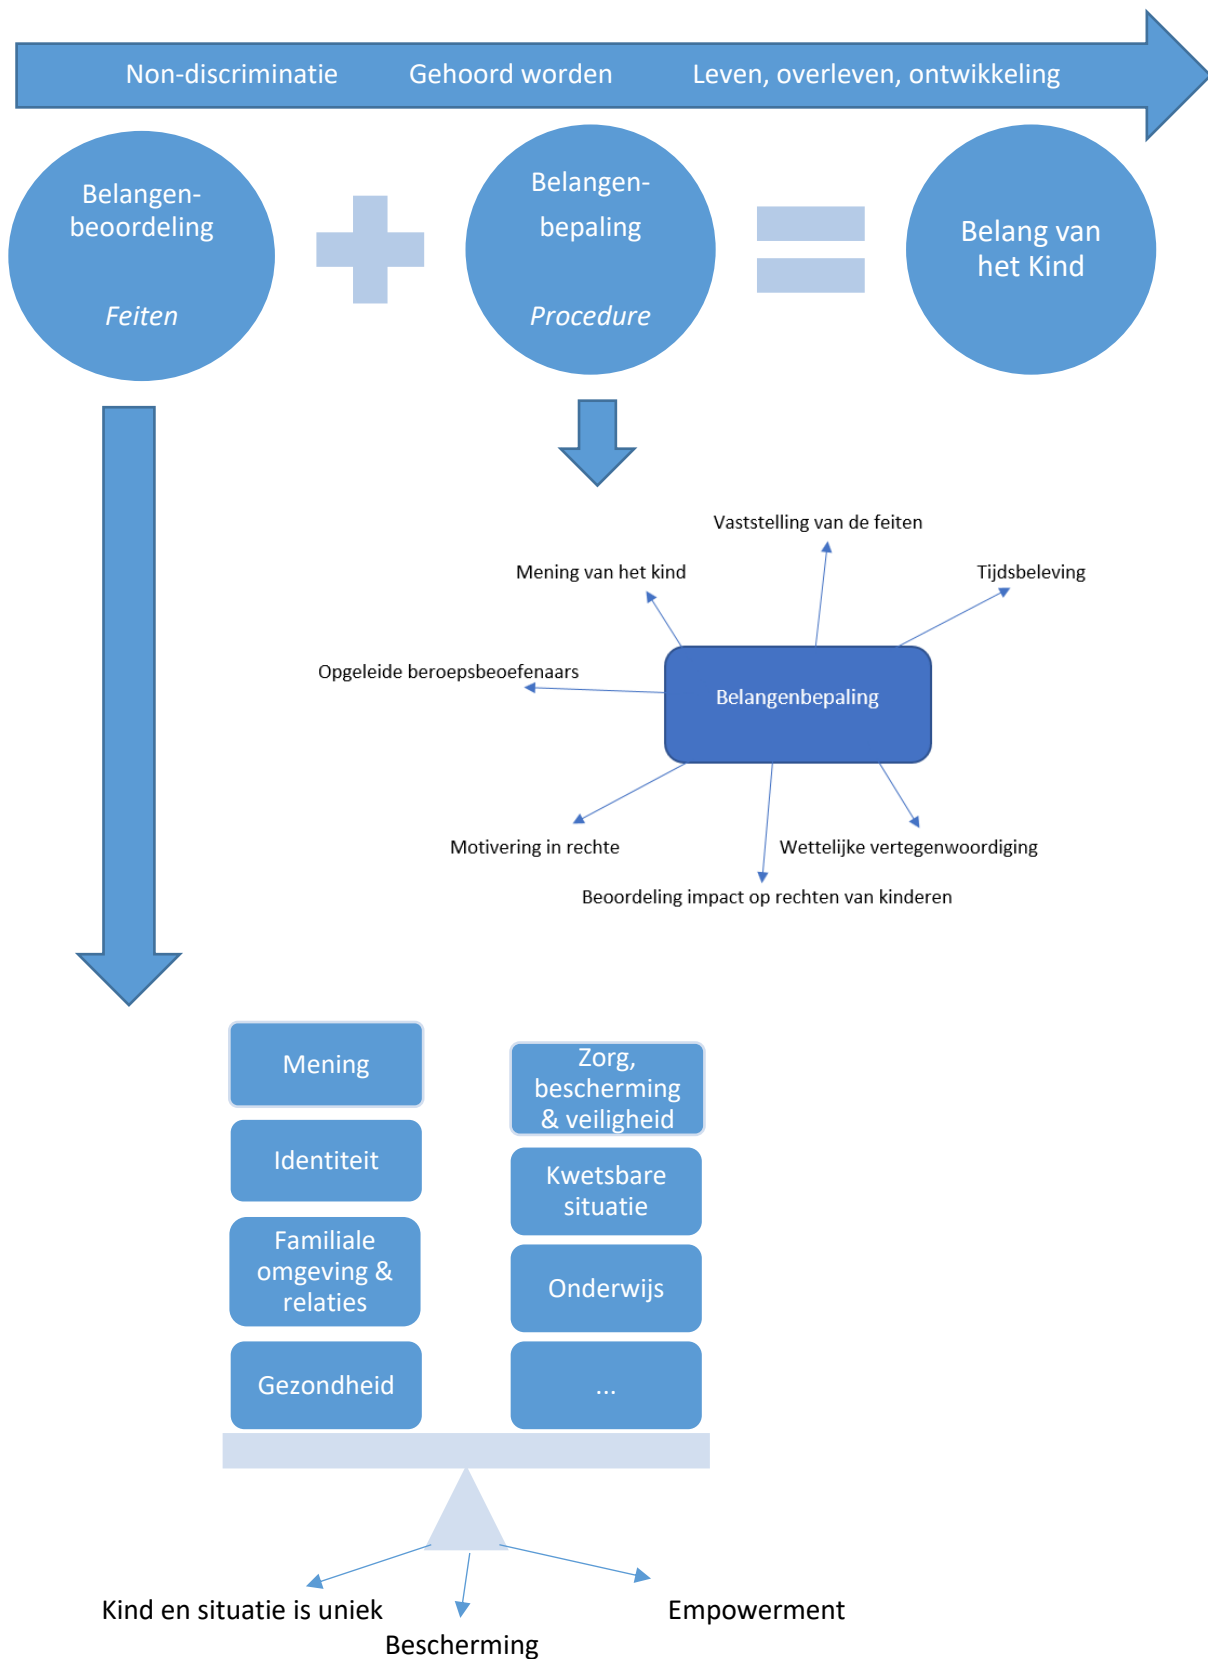 Non-discriminatie Gehoord worden Leven, overleven, ontwikkeling
Belangen-
beoordeling
Feiten
Belangen-
bepaling
Procedure
Belang van
het Kind
Vaststelling van de feiten
Mening van het kind
Tijdsbeleving
Opgeleide beroepsbeoefenaars
Belangenbepaling
Motivering in rechte
Wettelijke vertegenwoordiging
Beoordeling impact op rechten van kinderen
Mening
Identiteit
Familiale
omgeving &
relaties
Gezondheid
Zorg,
bescherming
& veiligheid
Kwetsbare
situatie
Onderwijs
...
Kind en situatie is uniek
Bescherming
Empowerment